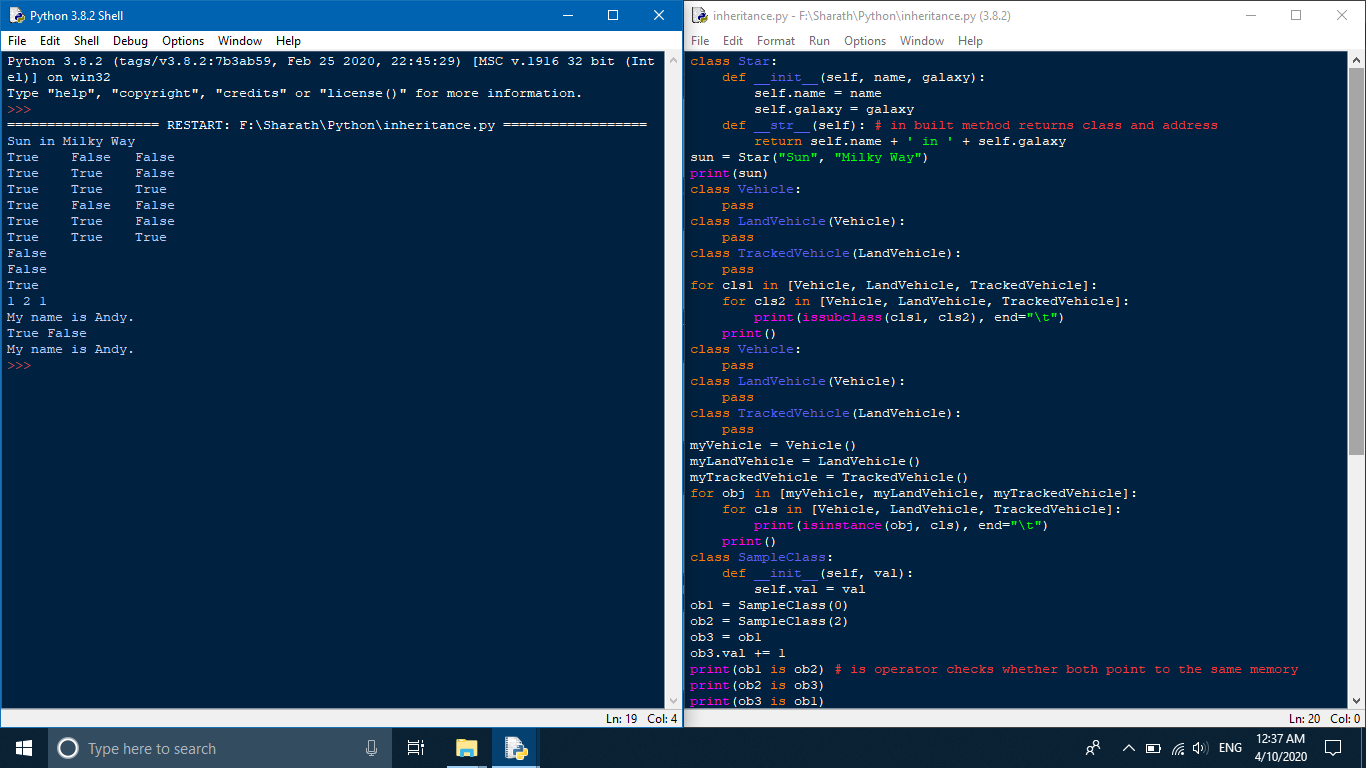 Python 3.8.2 Shell
File Edit Shell Debug Options Window Help
Python 3.8.2 (tags/v3.8.2:7b3ab59, Feb 25 2020, 22:45:29) [MSC v.1916 32 bit (Int
el)] on win32
Type "help", "copyright", "credits" or "license()" for more information.
>>>
=================== RESTART: F:\Sharath\Python\inheritance.py ==================
Sun in Milky Way
True	False	False
True	True	False
True	True	True
True	False	False
True	True	False
True	True	True
False
False
True
1 2 1
My name is Andy.
True False
My name is Andy.
>>>
Ln: 19 Col: 4
inheritance.py - F:\Sharath\Python\inheritance.py (3.8.2)
File Edit Format Run Options Window Help
class Star:
    def __init__(self, name, galaxy):
        self.name = name
        self.galaxy = galaxy
    def __str__(self): # in built method returns class and address
        return self.name + ' in ' + self.galaxy
sun = Star("Sun", "Milky Way")
print(sun)
class Vehicle:
    pass
class LandVehicle(Vehicle):
    pass
class TrackedVehicle(LandVehicle):
    pass
for cls1 in [Vehicle, LandVehicle, TrackedVehicle]:
    for cls2 in [Vehicle, LandVehicle, TrackedVehicle]:
        print(issubclass(cls1, cls2), end="\t")
    print()
class Vehicle:
    pass
class LandVehicle(Vehicle):
    pass
class TrackedVehicle(LandVehicle):
    pass
myVehicle = Vehicle()
myLandVehicle = LandVehicle()
myTrackedVehicle = TrackedVehicle()
for obj in [myVehicle, myLandVehicle, myTrackedVehicle]:
    for cls in [Vehicle, LandVehicle, TrackedVehicle]:
        print(isinstance(obj, cls), end="\t")
    print()
class SampleClass:
    def __init__(self, val):
        self.val = val
ob1 = SampleClass(0)
ob2 = SampleClass(2)
ob3 = ob1
ob3.val += 1
print(ob1 is ob2) # is operator checks whether both point to the same memory
print(ob2 is ob3)
print(ob3 is ob1)
Ln: 20 Col: 0
Type here to search
ENG
12:37 AM
4/10/2020